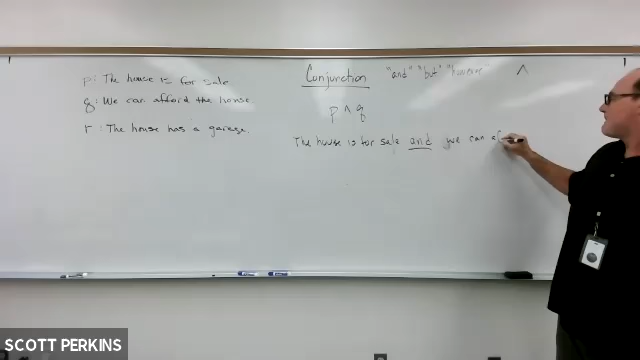 p: The house is for sale
q: We can afford the house
r: The house has a garage.
Conjunction "and" "but" "however" ∧
p ∧ q
The house is for sale and we can af
SCOTT PERKINS